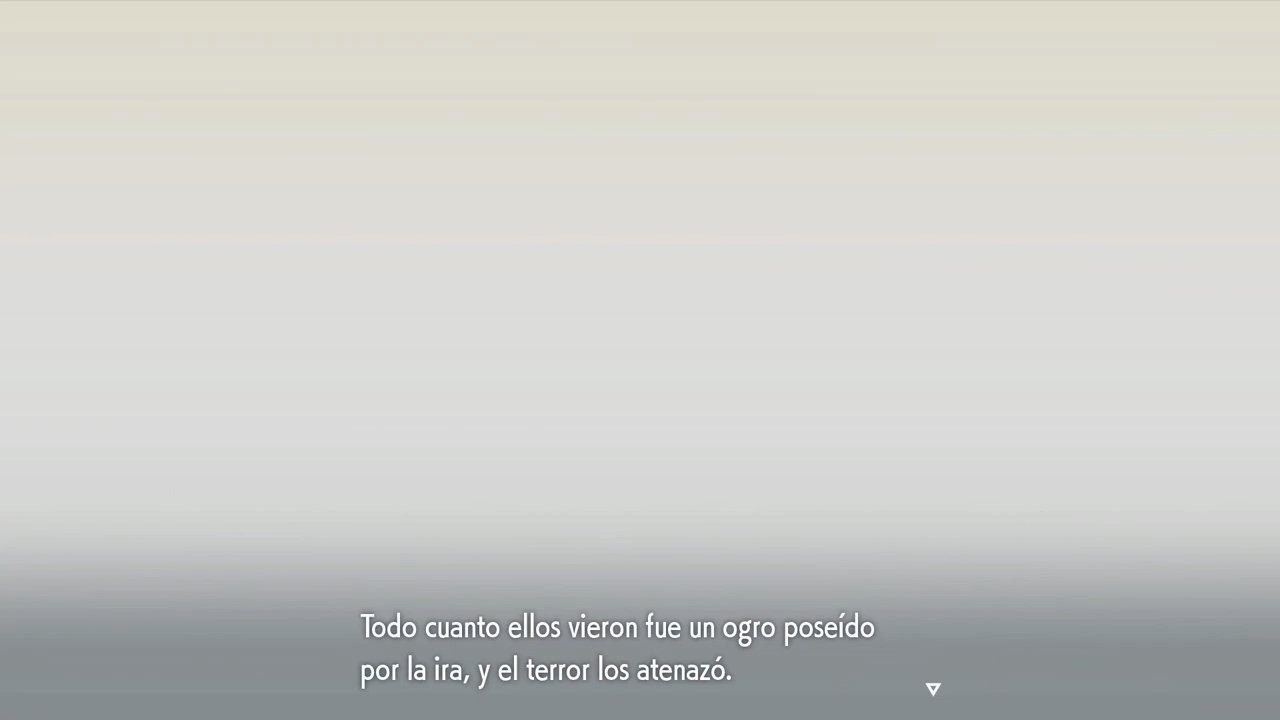 Todo cuanto ellos vieron fue un ogro poseído
por la ira, y el terror los atenazó.